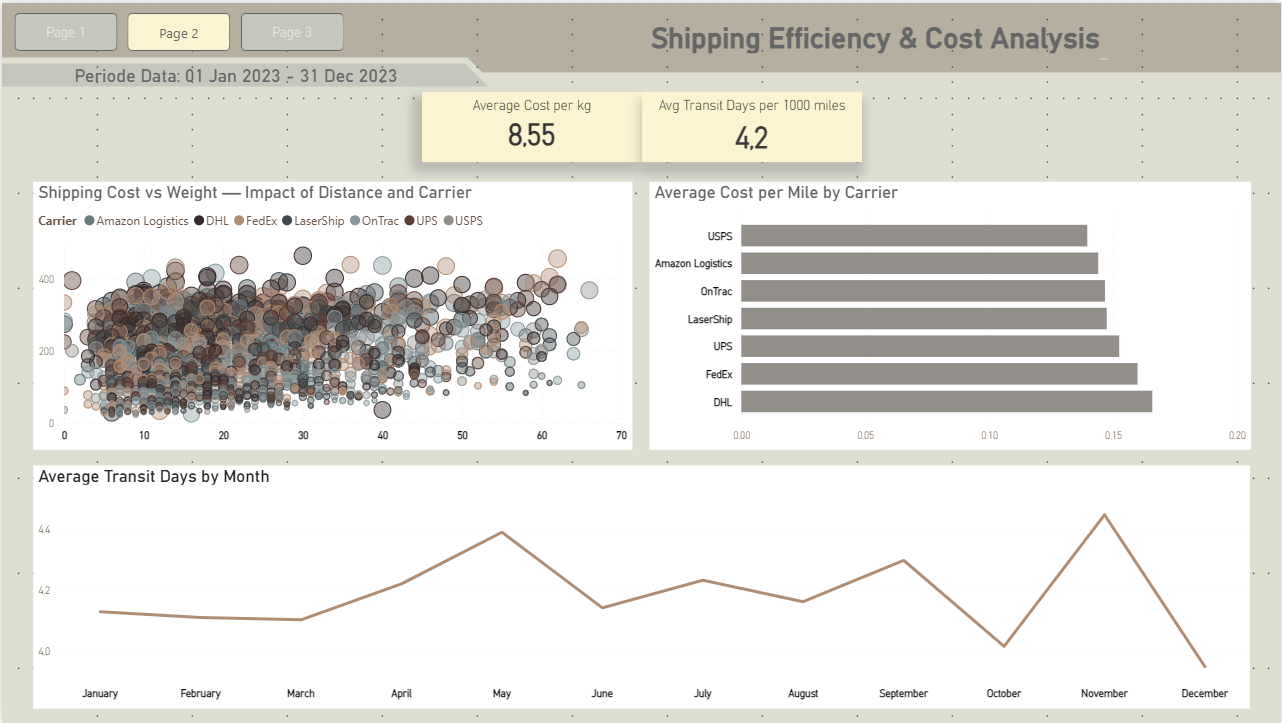 Page 1
Page 2
Page 3
Shipping Efficiency & Cost Analysis
Periode Data: 01 Jan 2023 - 31 Dec 2023
Average Cost per kg
8,55
Avg Transit Days per 1000 miles
4,2
Shipping Cost vs Weight — Impact of Distance and Carrier
Carrier Amazon Logistics DHL FedEx LaserShip OnTrac UPS USPS
400
200
0
0 10 20 30 40 50 60 70
Average Cost per Mile by Carrier
USPS
Amazon Logistics
OnTrac
LaserShip
UPS
FedEx
DHL
0.00 0.05 0.10 0.15 0.20
Average Transit Days by Month
4.4
4.2
4.0
January February March April May June July August September October November December